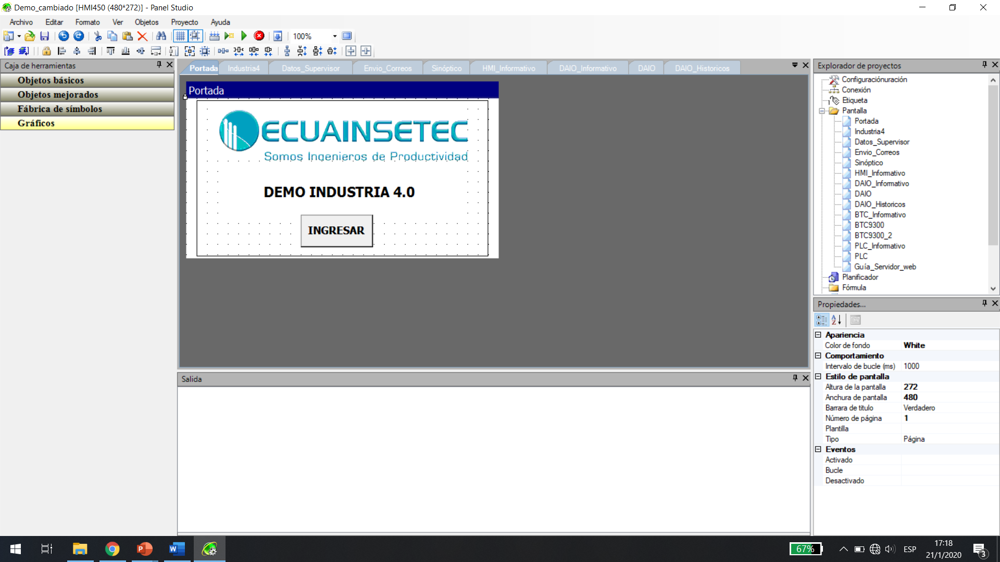 Demo_cambiado [HMI450 (480*272)] - Panel Studio
Archivo Editar Formato Ver Objetos Proyecto Ayuda
100%
Caja de herramientas
Objetos básicos
Objetos mejorados
Fábrica de símbolos
Gráficos
Portada Industria4 Datos_Supervisor Envio_Correos Sinóptico HMI_Informativo DAIO_Informativo DAIO DAIO_Historicos
Portada
ECUAINSETEC
Somos Ingenieros de Productividad
DEMO INDUSTRIA 4.0
INGRESAR
Salida
Explorador de proyectos
Configuraciónuración
Conexión
Etiqueta
Pantalla
Portada
Industria4
Datos_Supervisor
Envio_Correos
Sinóptico
HMI_Informativo
DAIO_Informativo
DAIO
DAIO_Historicos
BTC_Informativo
BTC9300
BTC9300_2
PLC_Informativo
PLC
Guía_Servidor_web
Planificador
Fórmula
Propiedades...
Apariencia
Color de fondo White
Comportamiento
Intervalo de bucle (ms) 1000
Estilo de pantalla
Altura de la pantalla 272
Anchura de pantalla 480
Barrara de titulo Verdadero
Número de página 1
Plantilla
Tipo Página
Eventos
Activado
Bucle
Desactivado
67%
ESP
17:18
21/1/2020
3